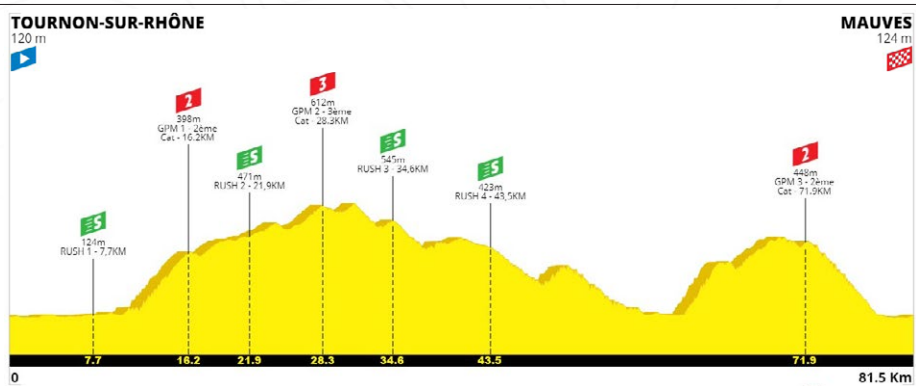 TOURNON-SUR-RHÔNE
120 m
MAUVES
124 m
S
124m
RUSH 1 - 7,7KM
2
398m
GPM 1 - 2ème
Cat - 16.2KM
S
471m
RUSH 2 - 21,9KM
3
612m
GPM 2 - 3ème
Cat - 28.3KM
S
545m
RUSH 3 - 34,6KM
S
423m
RUSH 4 - 43,5KM
2
448m
GPM 3 - 2ème
Cat - 71.9KM
7.7 16.2 21.9 28.3 34.6 43.5 71.9
0 81.5 Km